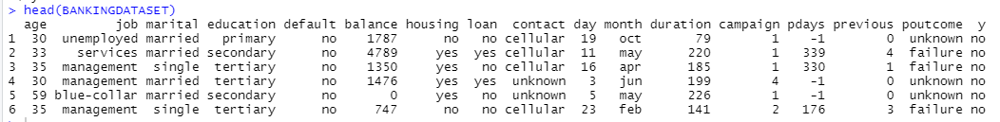 > head(BANKINGDATASET)
  age         job marital education default balance housing loan  contact day month duration campaign pdays previous poutcome  y
1  30  unemployed married   primary      no    1787      no   no cellular  19   oct       79        1    -1        0  unknown no
2  33    services married secondary      no    4789     yes  yes cellular  11   may      220        1   339        4  failure no
3  35  management  single  tertiary      no    1350     yes   no cellular  16   apr      185        1   330        1  failure no
4  30  management married  tertiary      no    1476     yes  yes  unknown   3   jun      199        4    -1        0  unknown no
5  59 blue-collar married secondary      no       0     yes   no  unknown   5   may      226        1    -1        0  unknown no
6  35  management  single  tertiary      no     747      no   no cellular  23   feb      141        2   176        3  failure no